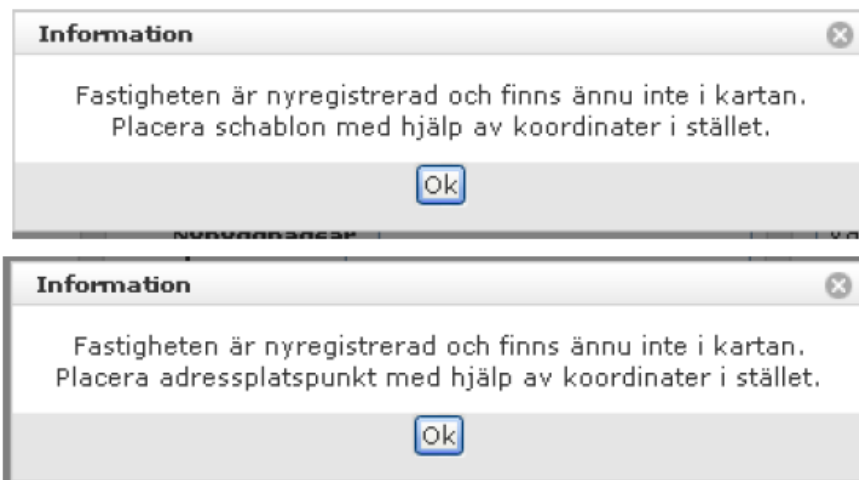 Information
Fastigheten är nyregistrerad och finns ännu inte i kartan.
Placera schablon med hjälp av koordinater i stället.
Ok
Information
Fastigheten är nyregistrerad och finns ännu inte i kartan.
Placera adressplatspunkt med hjälp av koordinater i stället.
Ok